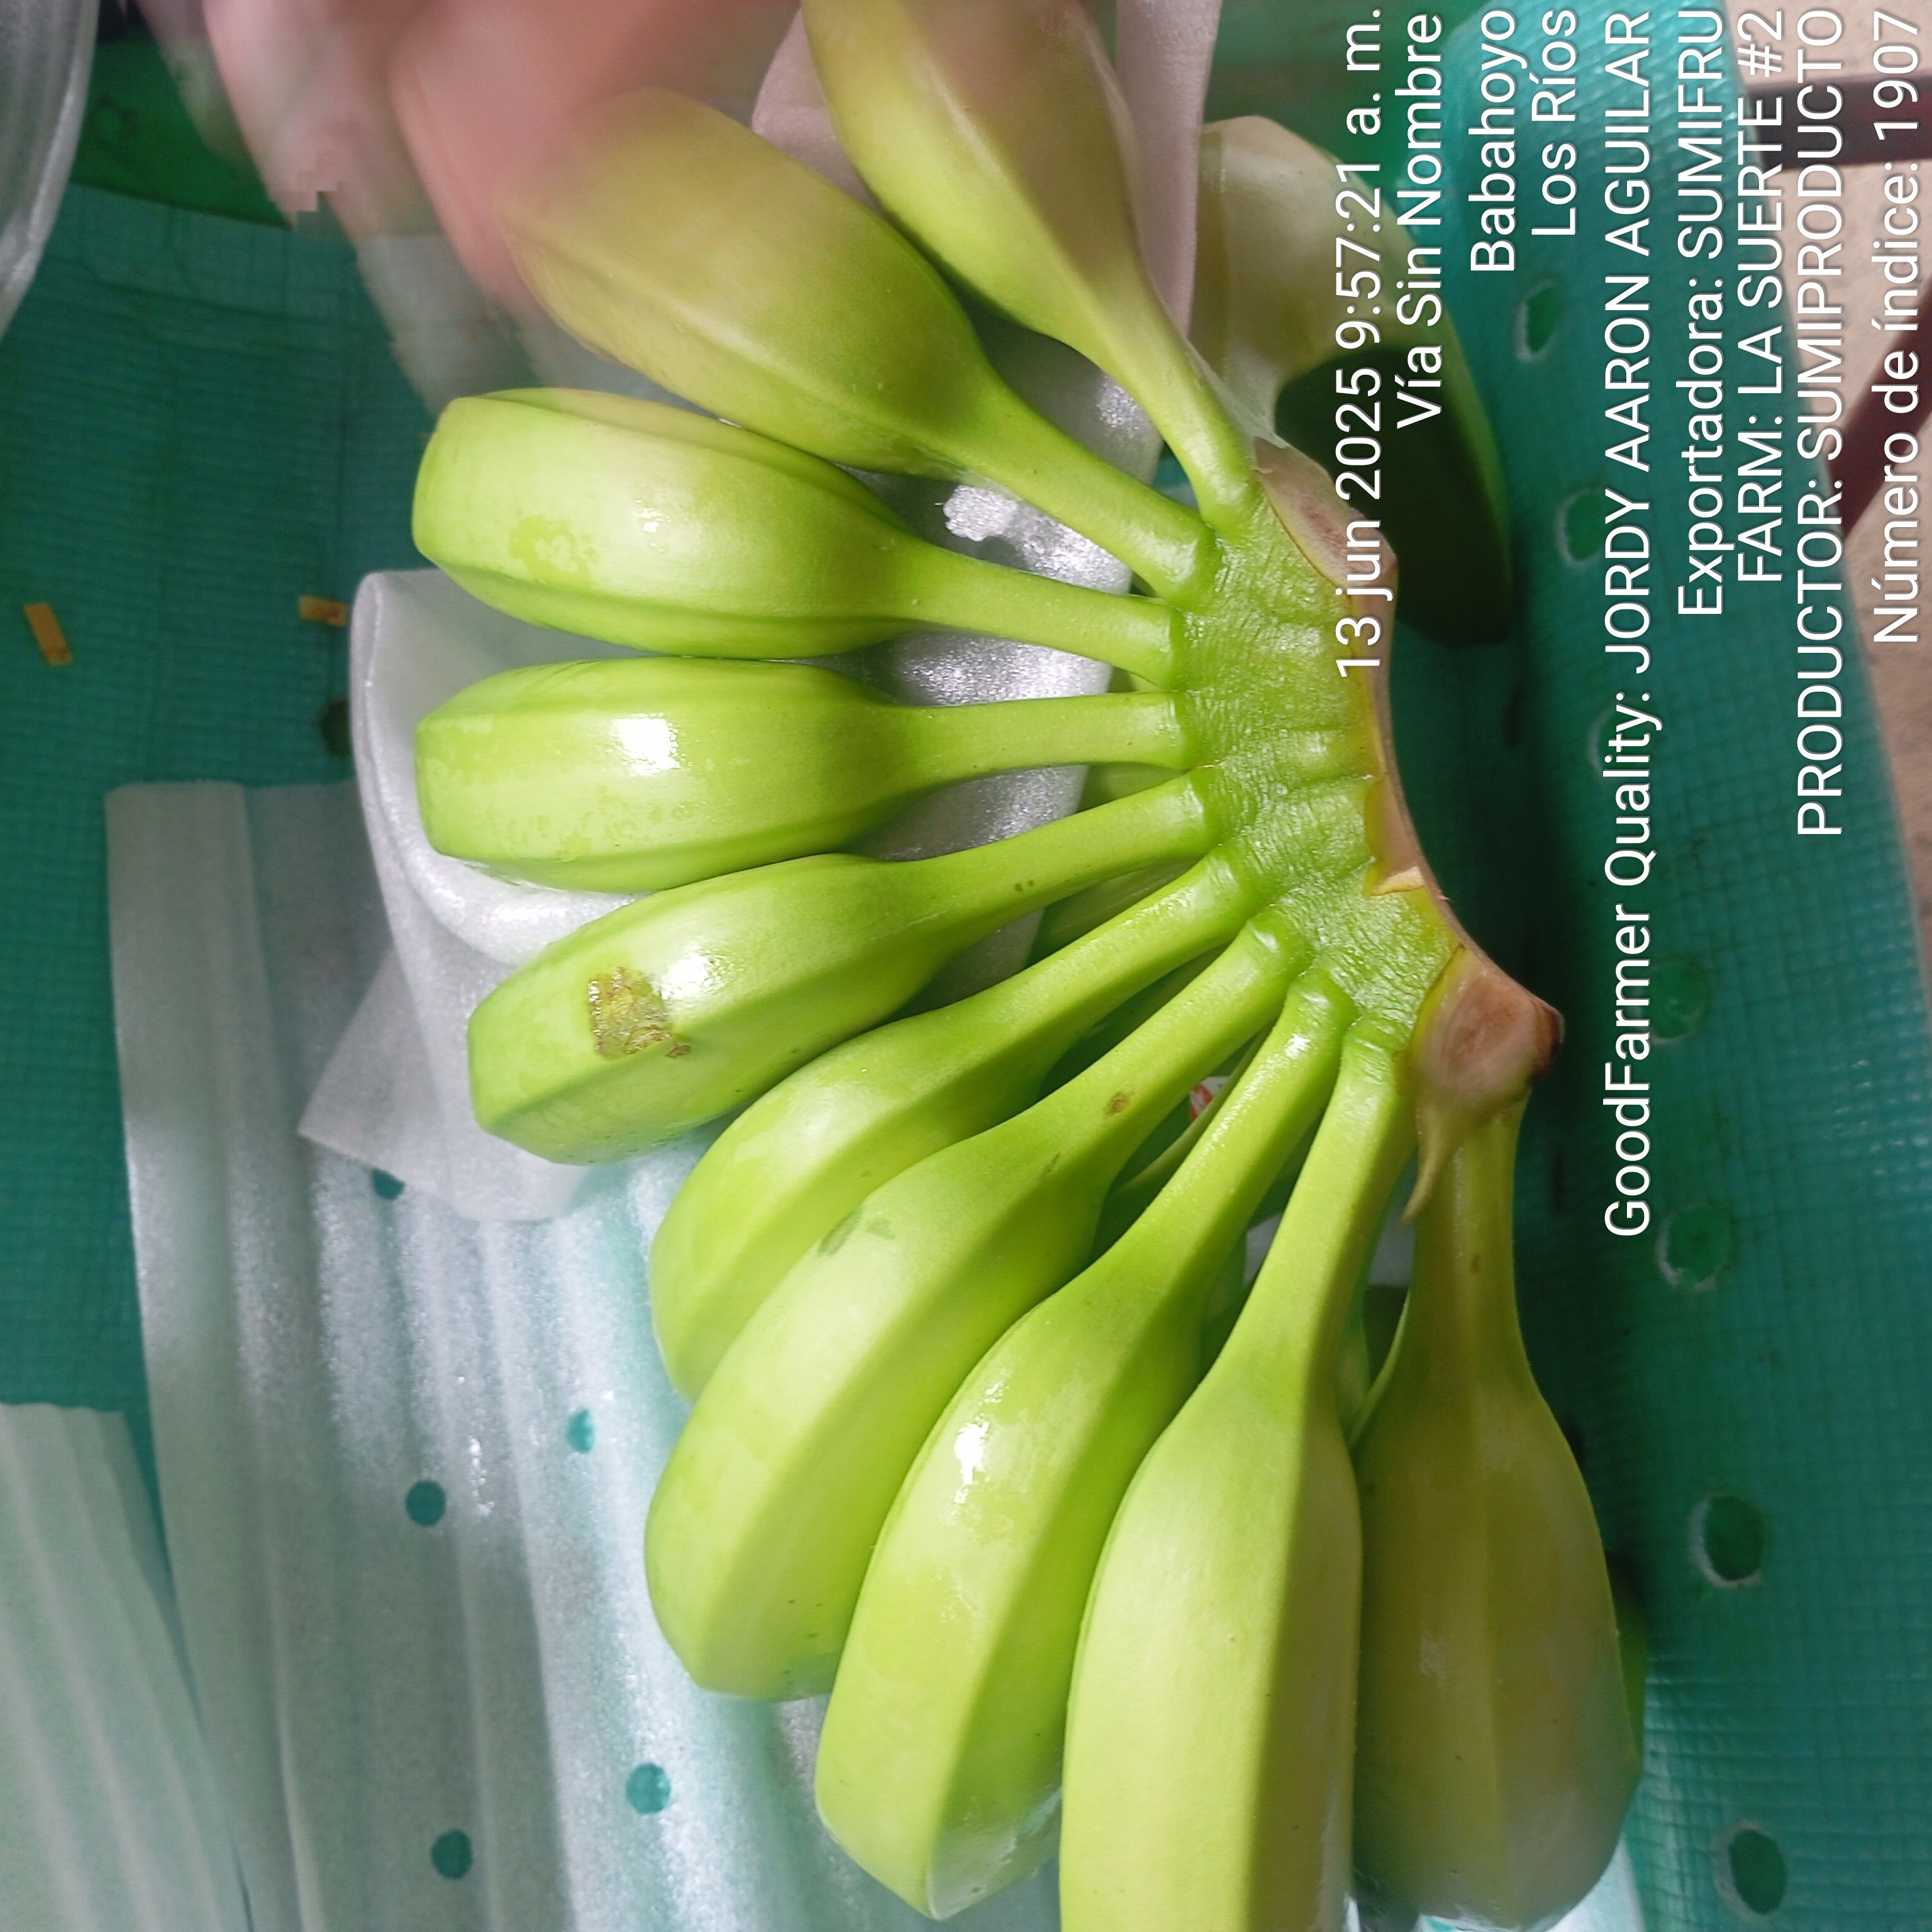 13 jun 2025 9:57:21 a. m.
Vía Sin Nombre
Babahoyo
Los Ríos
GoodFarmer Quality: JORDY AARON AGUILAR
Exportadora: SUMIFRU
FARM: LA SUERTE #2
PRODUCTOR: SUMIPRODUCTO
Número de índice: 1907